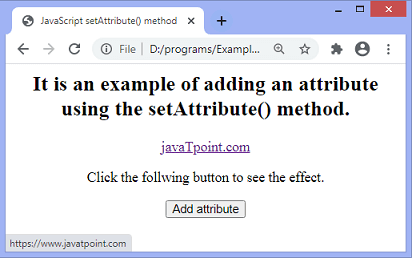 JavaScript setAttribute() method
File | D:/programs/Exampl...
It is an example of adding an attribute
using the setAttribute() method.
javaTpoint.com
Click the follwing button to see the effect.
Add attribute
https://www.javatpoint.com